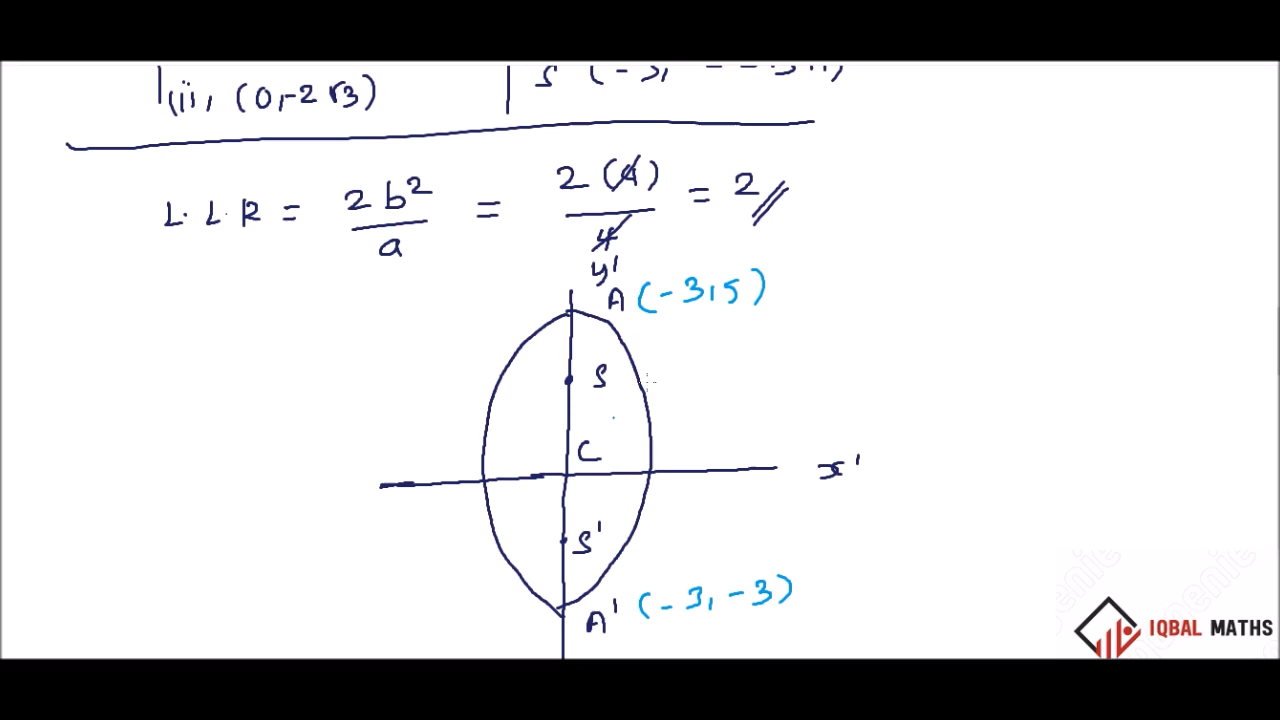 (ii, (0,-2√3)
L.L.R = 2b²/a = 2(4)/4 = 2//
y'
A (-3,5)
S
C
x'
S'
A' (-3,-3)
IQBAL MATHS